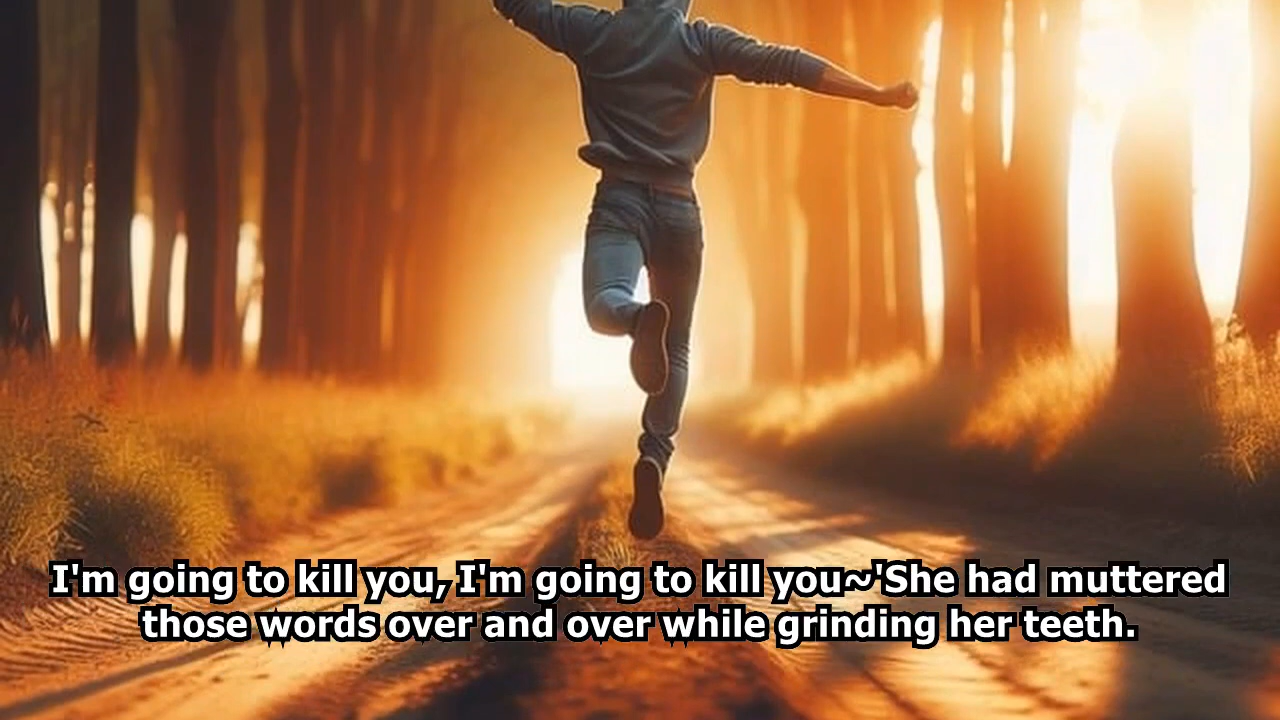 I'm going to kill you, I'm going to kill you~'She had muttered
those words over and over while grinding her teeth.